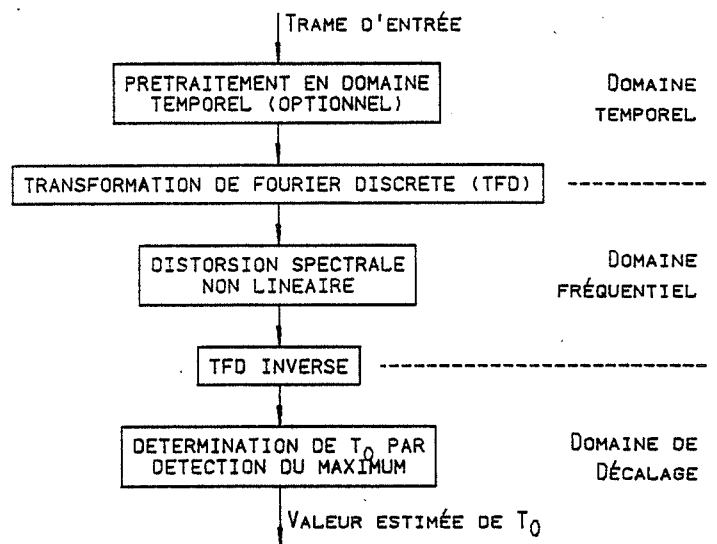 TRAME D'ENTRÉE
PRETRAITEMENT EN DOMAINE
TEMPOREL (OPTIONNEL)
DOMAINE
TEMPOREL
TRANSFORMATION DE FOURIER DISCRETE (TFD)
DISTORSION SPECTRALE
NON LINEAIRE
DOMAINE
FRÉQUENTIEL
TFD INVERSE
DETERMINATION DE T0 PAR
DETECTION DU MAXIMUM
DOMAINE DE
DÉCALAGE
VALEUR ESTIMÉE DE T0